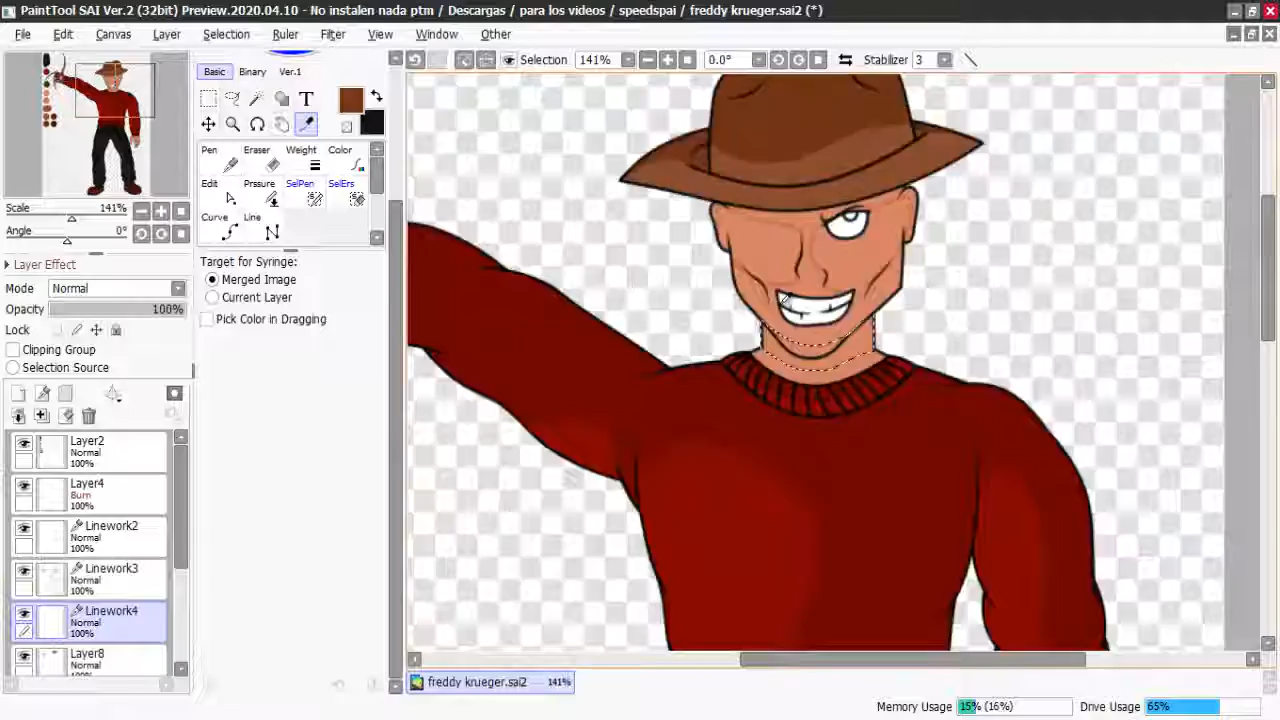 PaintTool SAI Ver.2 (32bit) Preview.2020.04.10 - No instalen nada ptm / Descargas / para los videos / speedspai / freddy krueger.sai2 (*)
File Edit Canvas Layer Selection Ruler Filter View Window Other
Selection 141% 0.0° Stabilizer 3
Basic Binary Ver.1
T
Pen Eraser Weight Color
Edit Prssure SelPen SelErs
Curve Line
Scale 141%
Angle 0°
Layer Effect
Mode Normal
Opacity 100%
Lock
Clipping Group
Selection Source
Target for Syringe:
Merged Image
Current Layer
Pick Color in Dragging
Layer2
Normal
100%
Layer4
Burn
100%
Linework2
Normal
100%
Linework3
Normal
100%
Linework4
Normal
100%
Layer8
Normal
freddy krueger.sai2 141%
Memory Usage 15% (16%) Drive Usage 65%